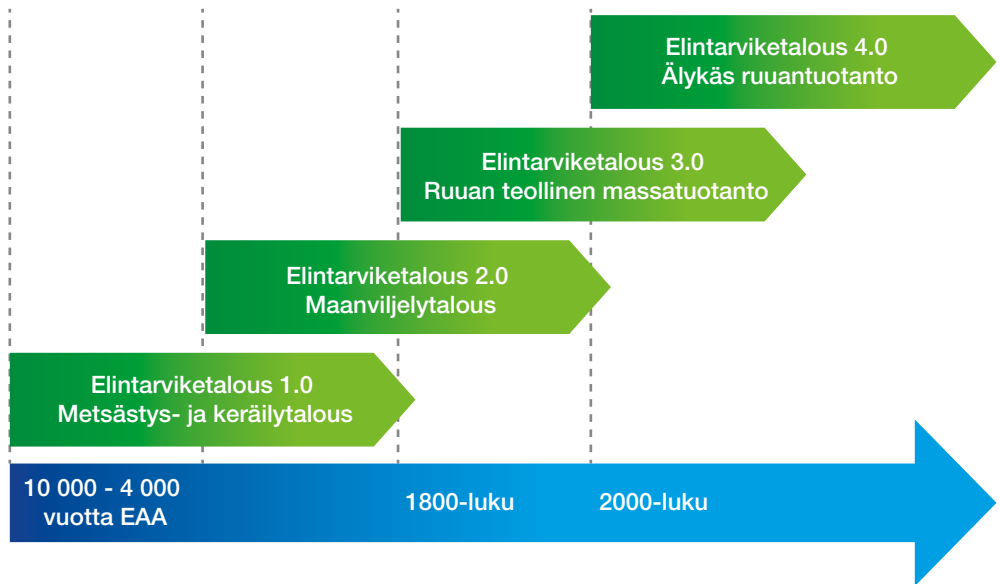 Elintarviketalous 4.0
Älykäs ruuantuotanto
Elintarviketalous 3.0
Ruuan teollinen massatuotanto
Elintarviketalous 2.0
Maanviljelytalous
Elintarviketalous 1.0
Metsästys- ja keräilytalous
10 000 - 4 000
vuotta EAA
1800-luku
2000-luku